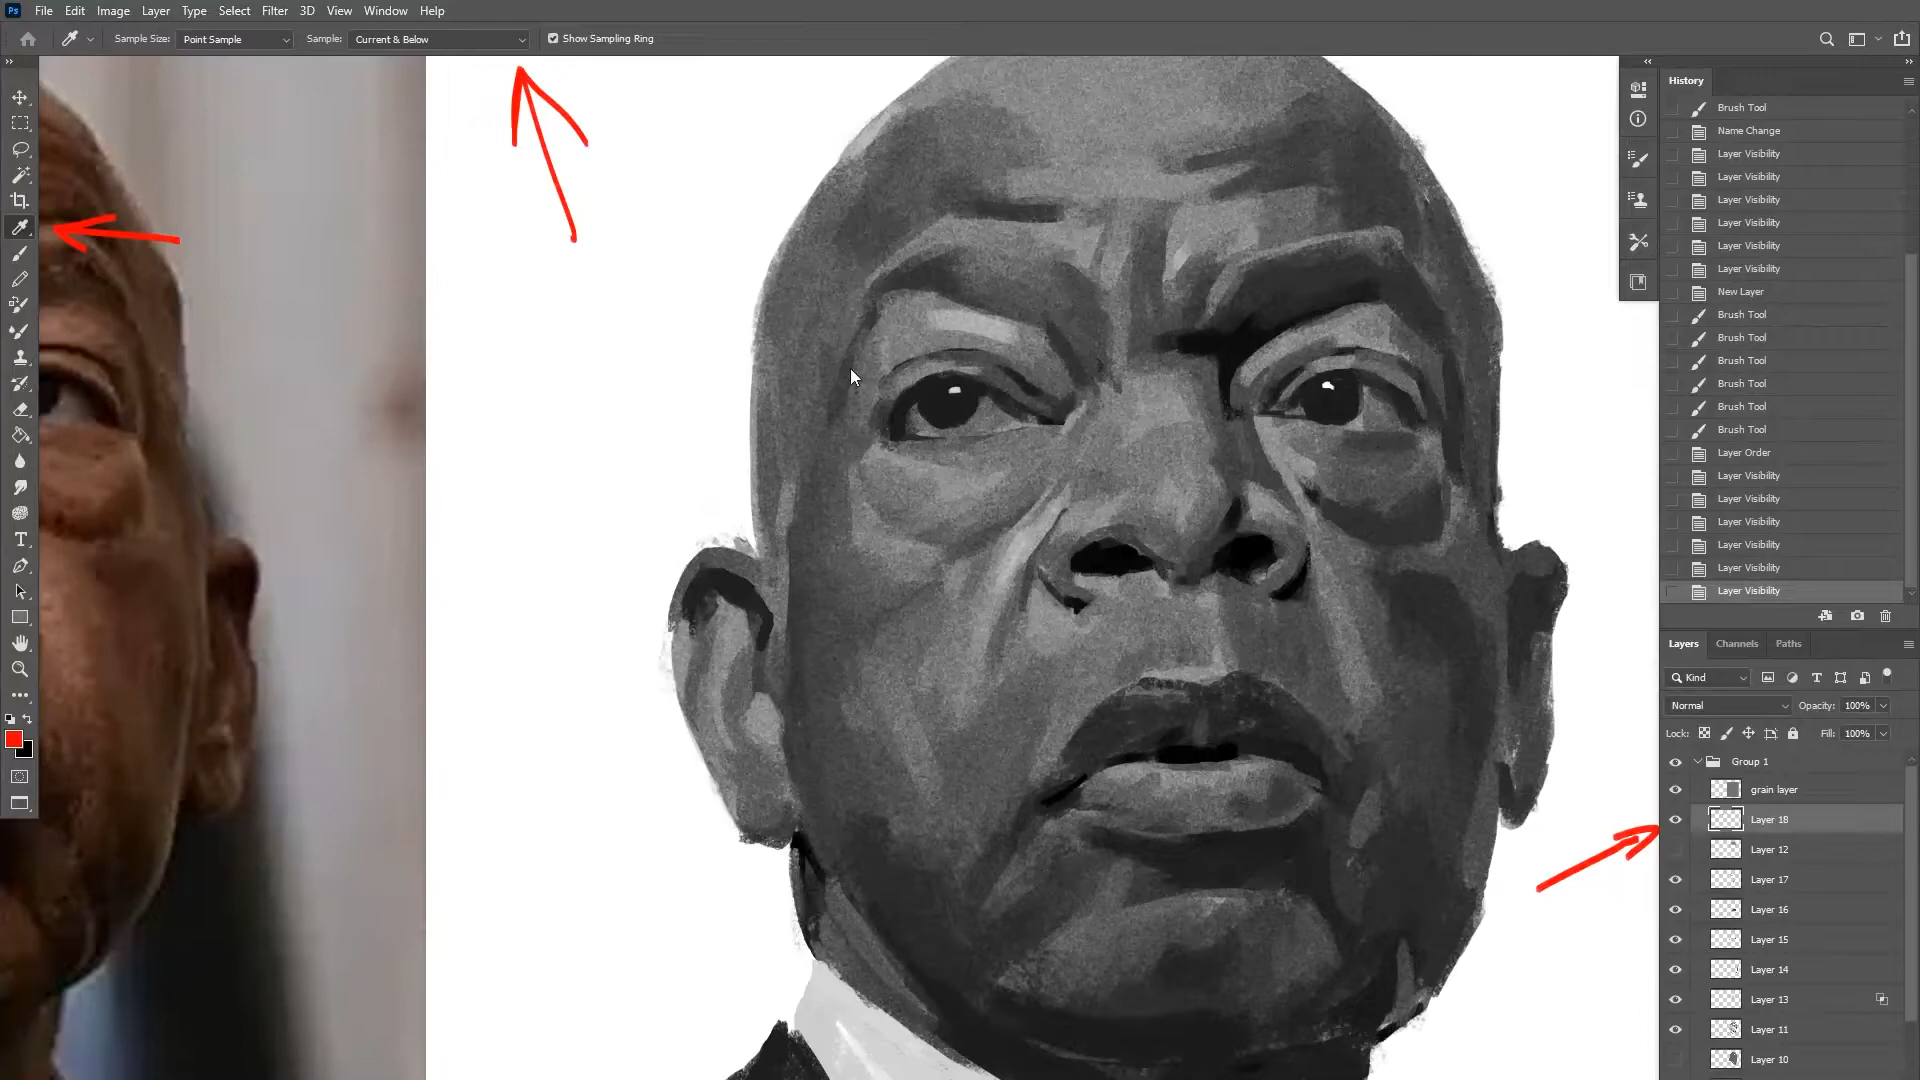 Ps File Edit Image Layer Type Select Filter 3D View Window Help
Sample Size: Point Sample Sample: Current & Below Show Sampling Ring
History
Brush Tool
Name Change
Layer Visibility
Layer Visibility
Layer Visibility
Layer Visibility
Layer Visibility
Layer Visibility
New Layer
Brush Tool
Brush Tool
Brush Tool
Brush Tool
Brush Tool
Brush Tool
Layer Order
Layer Visibility
Layer Visibility
Layer Visibility
Layer Visibility
Layer Visibility
Layer Visibility
Layers Channels Paths
Kind
Normal Opacity: 100%
Lock: Fill: 100%
Group 1
grain layer
Layer 18
Layer 12
Layer 17
Layer 16
Layer 15
Layer 14
Layer 13
Layer 11
Layer 10